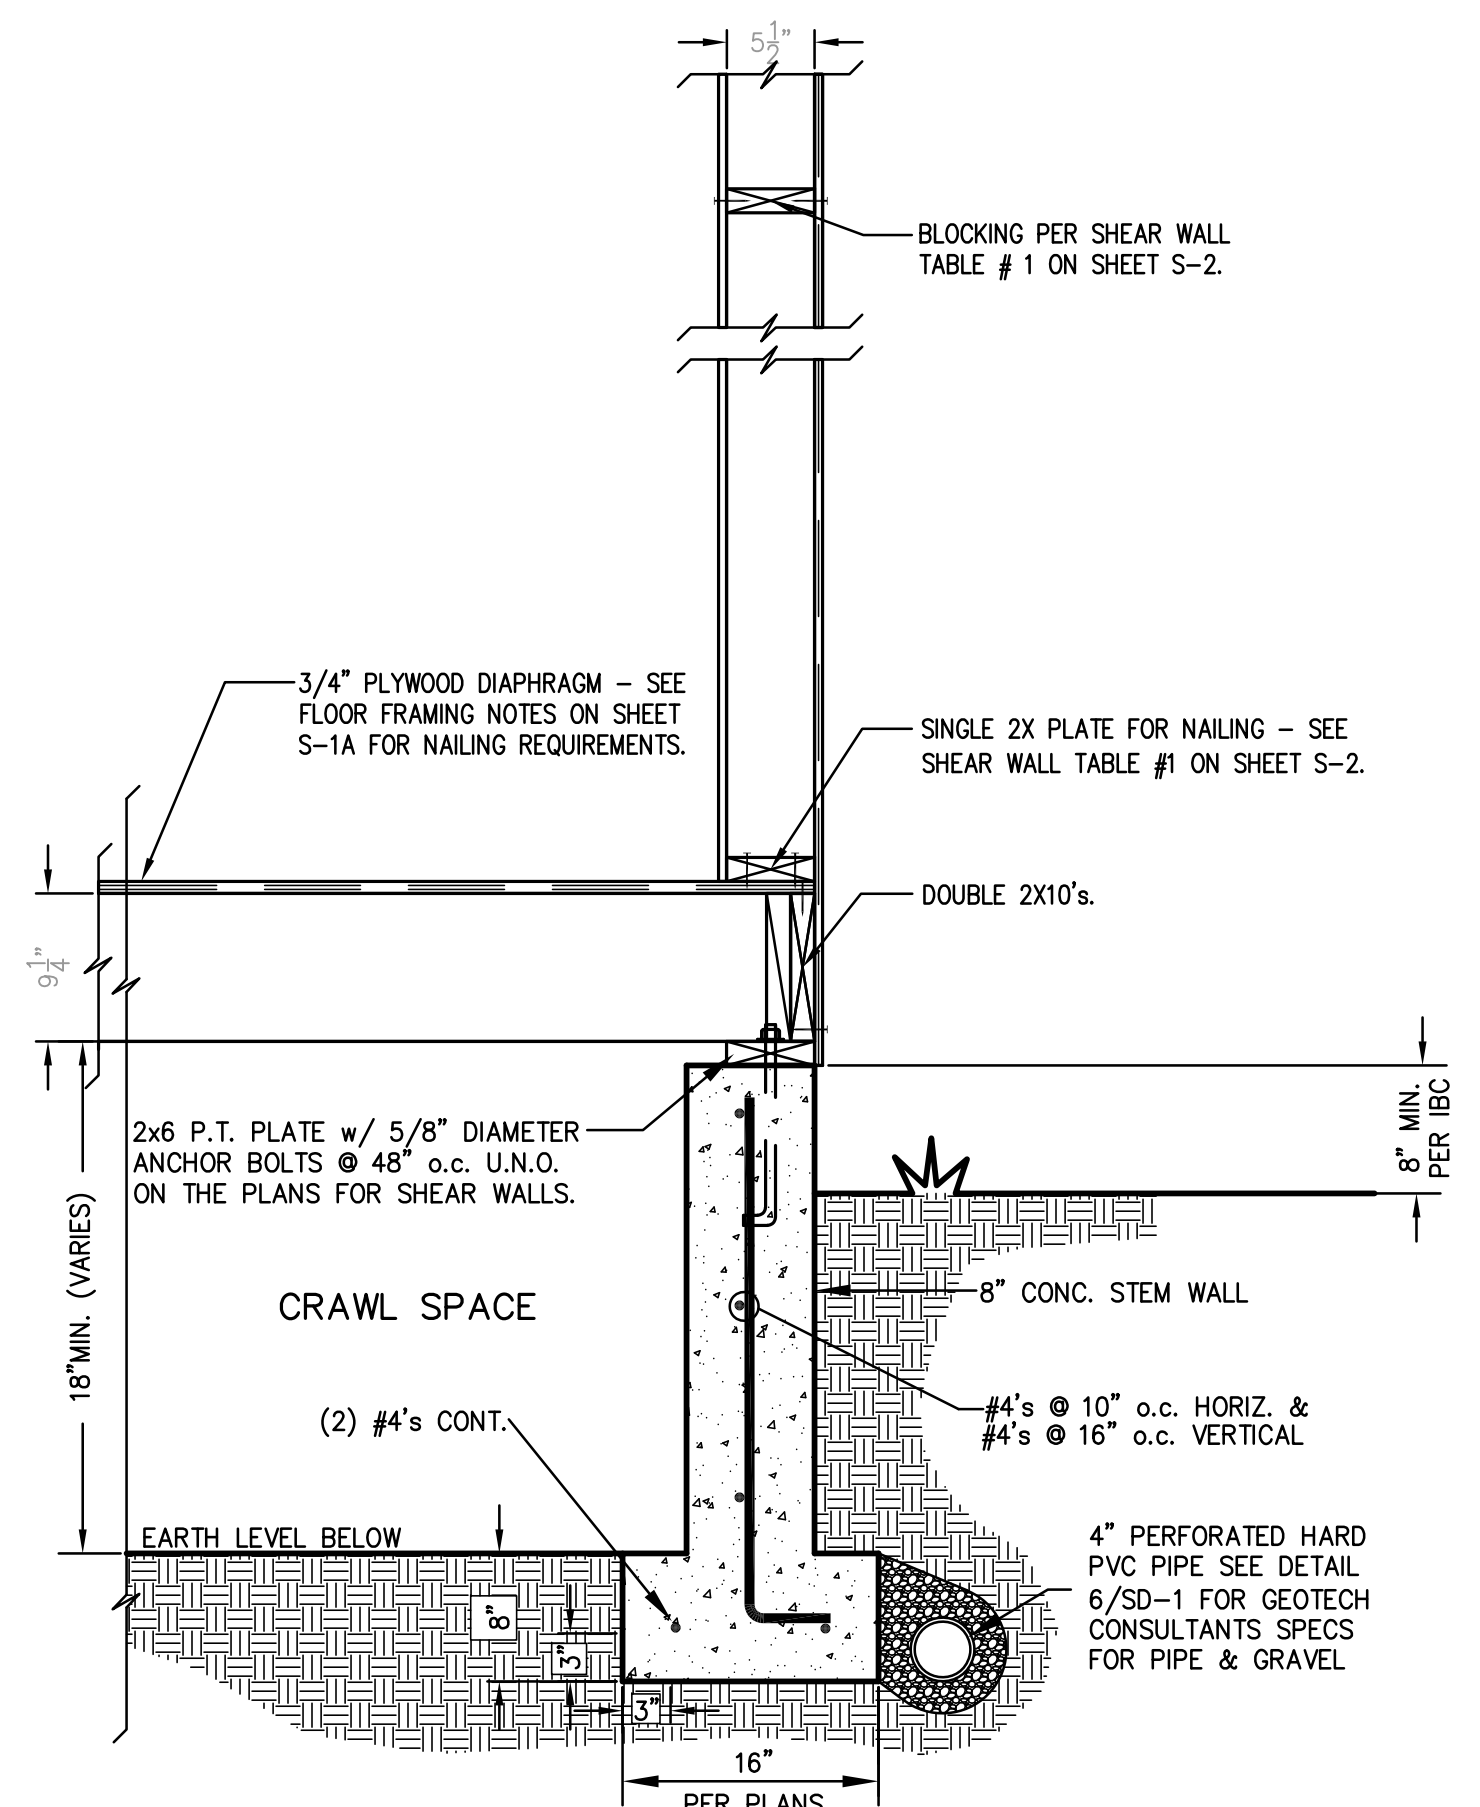 5 1/2"
BLOCKING PER SHEAR WALL
TABLE # 1 ON SHEET S-2.
3/4" PLYWOOD DIAPHRAGM - SEE
FLOOR FRAMING NOTES ON SHEET
S-1A FOR NAILING REQUIREMENTS.
SINGLE 2X PLATE FOR NAILING - SEE
SHEAR WALL TABLE #1 ON SHEET S-2.
DOUBLE 2X10's.
9 1/4"
8" MIN.
PER IBC
2x6 P.T. PLATE w/ 5/8" DIAMETER
ANCHOR BOLTS @ 48" o.c. U.N.O.
ON THE PLANS FOR SHEAR WALLS.
18"MIN. (VARIES)
CRAWL SPACE
8" CONC. STEM WALL
(2) #4's CONT.
#4's @ 10" o.c. HORIZ. &
#4's @ 16" o.c. VERTICAL
EARTH LEVEL BELOW
4" PERFORATED HARD
PVC PIPE SEE DETAIL
6/SD-1 FOR GEOTECH
CONSULTANTS SPECS
FOR PIPE & GRAVEL
8"
3"
3"
16"
PER PLANS